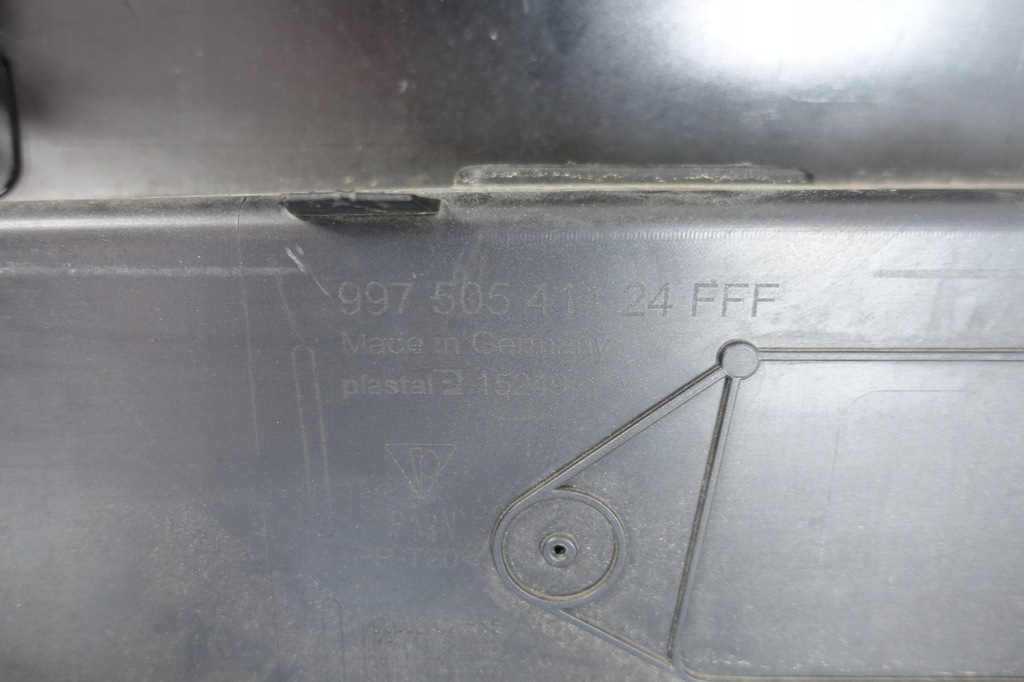 997 505 411 24 FFF
Made in Germany
plastal 15249
PP-T20